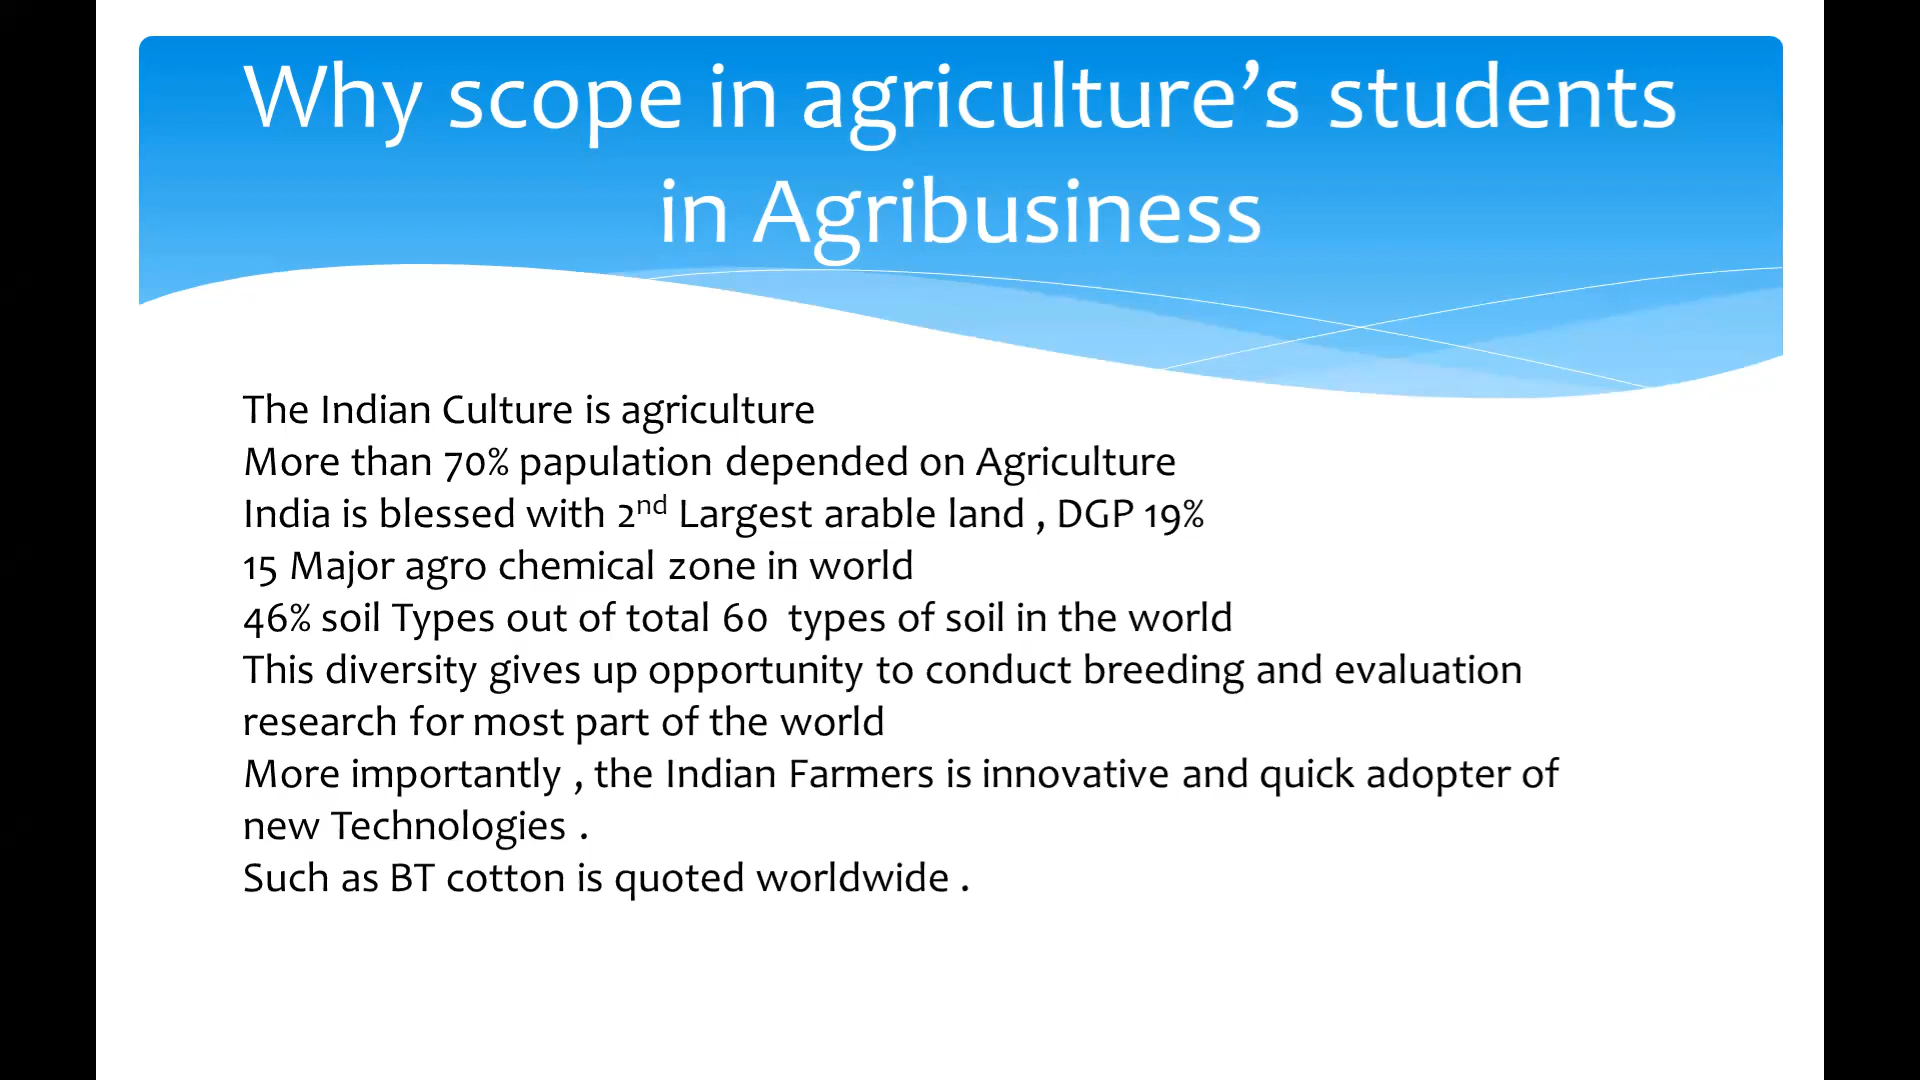 Why scope in agriculture’s students
in Agribusiness
The Indian Culture is agriculture
More than 70% papulation depended on Agriculture
India is blessed with 2nd Largest arable land , DGP 19%
15 Major agro chemical zone in world
46% soil Types out of total 60 types of soil in the world
This diversity gives up opportunity to conduct breeding and evaluation
research for most part of the world
More importantly , the Indian Farmers is innovative and quick adopter of
new Technologies .
Such as BT cotton is quoted worldwide .